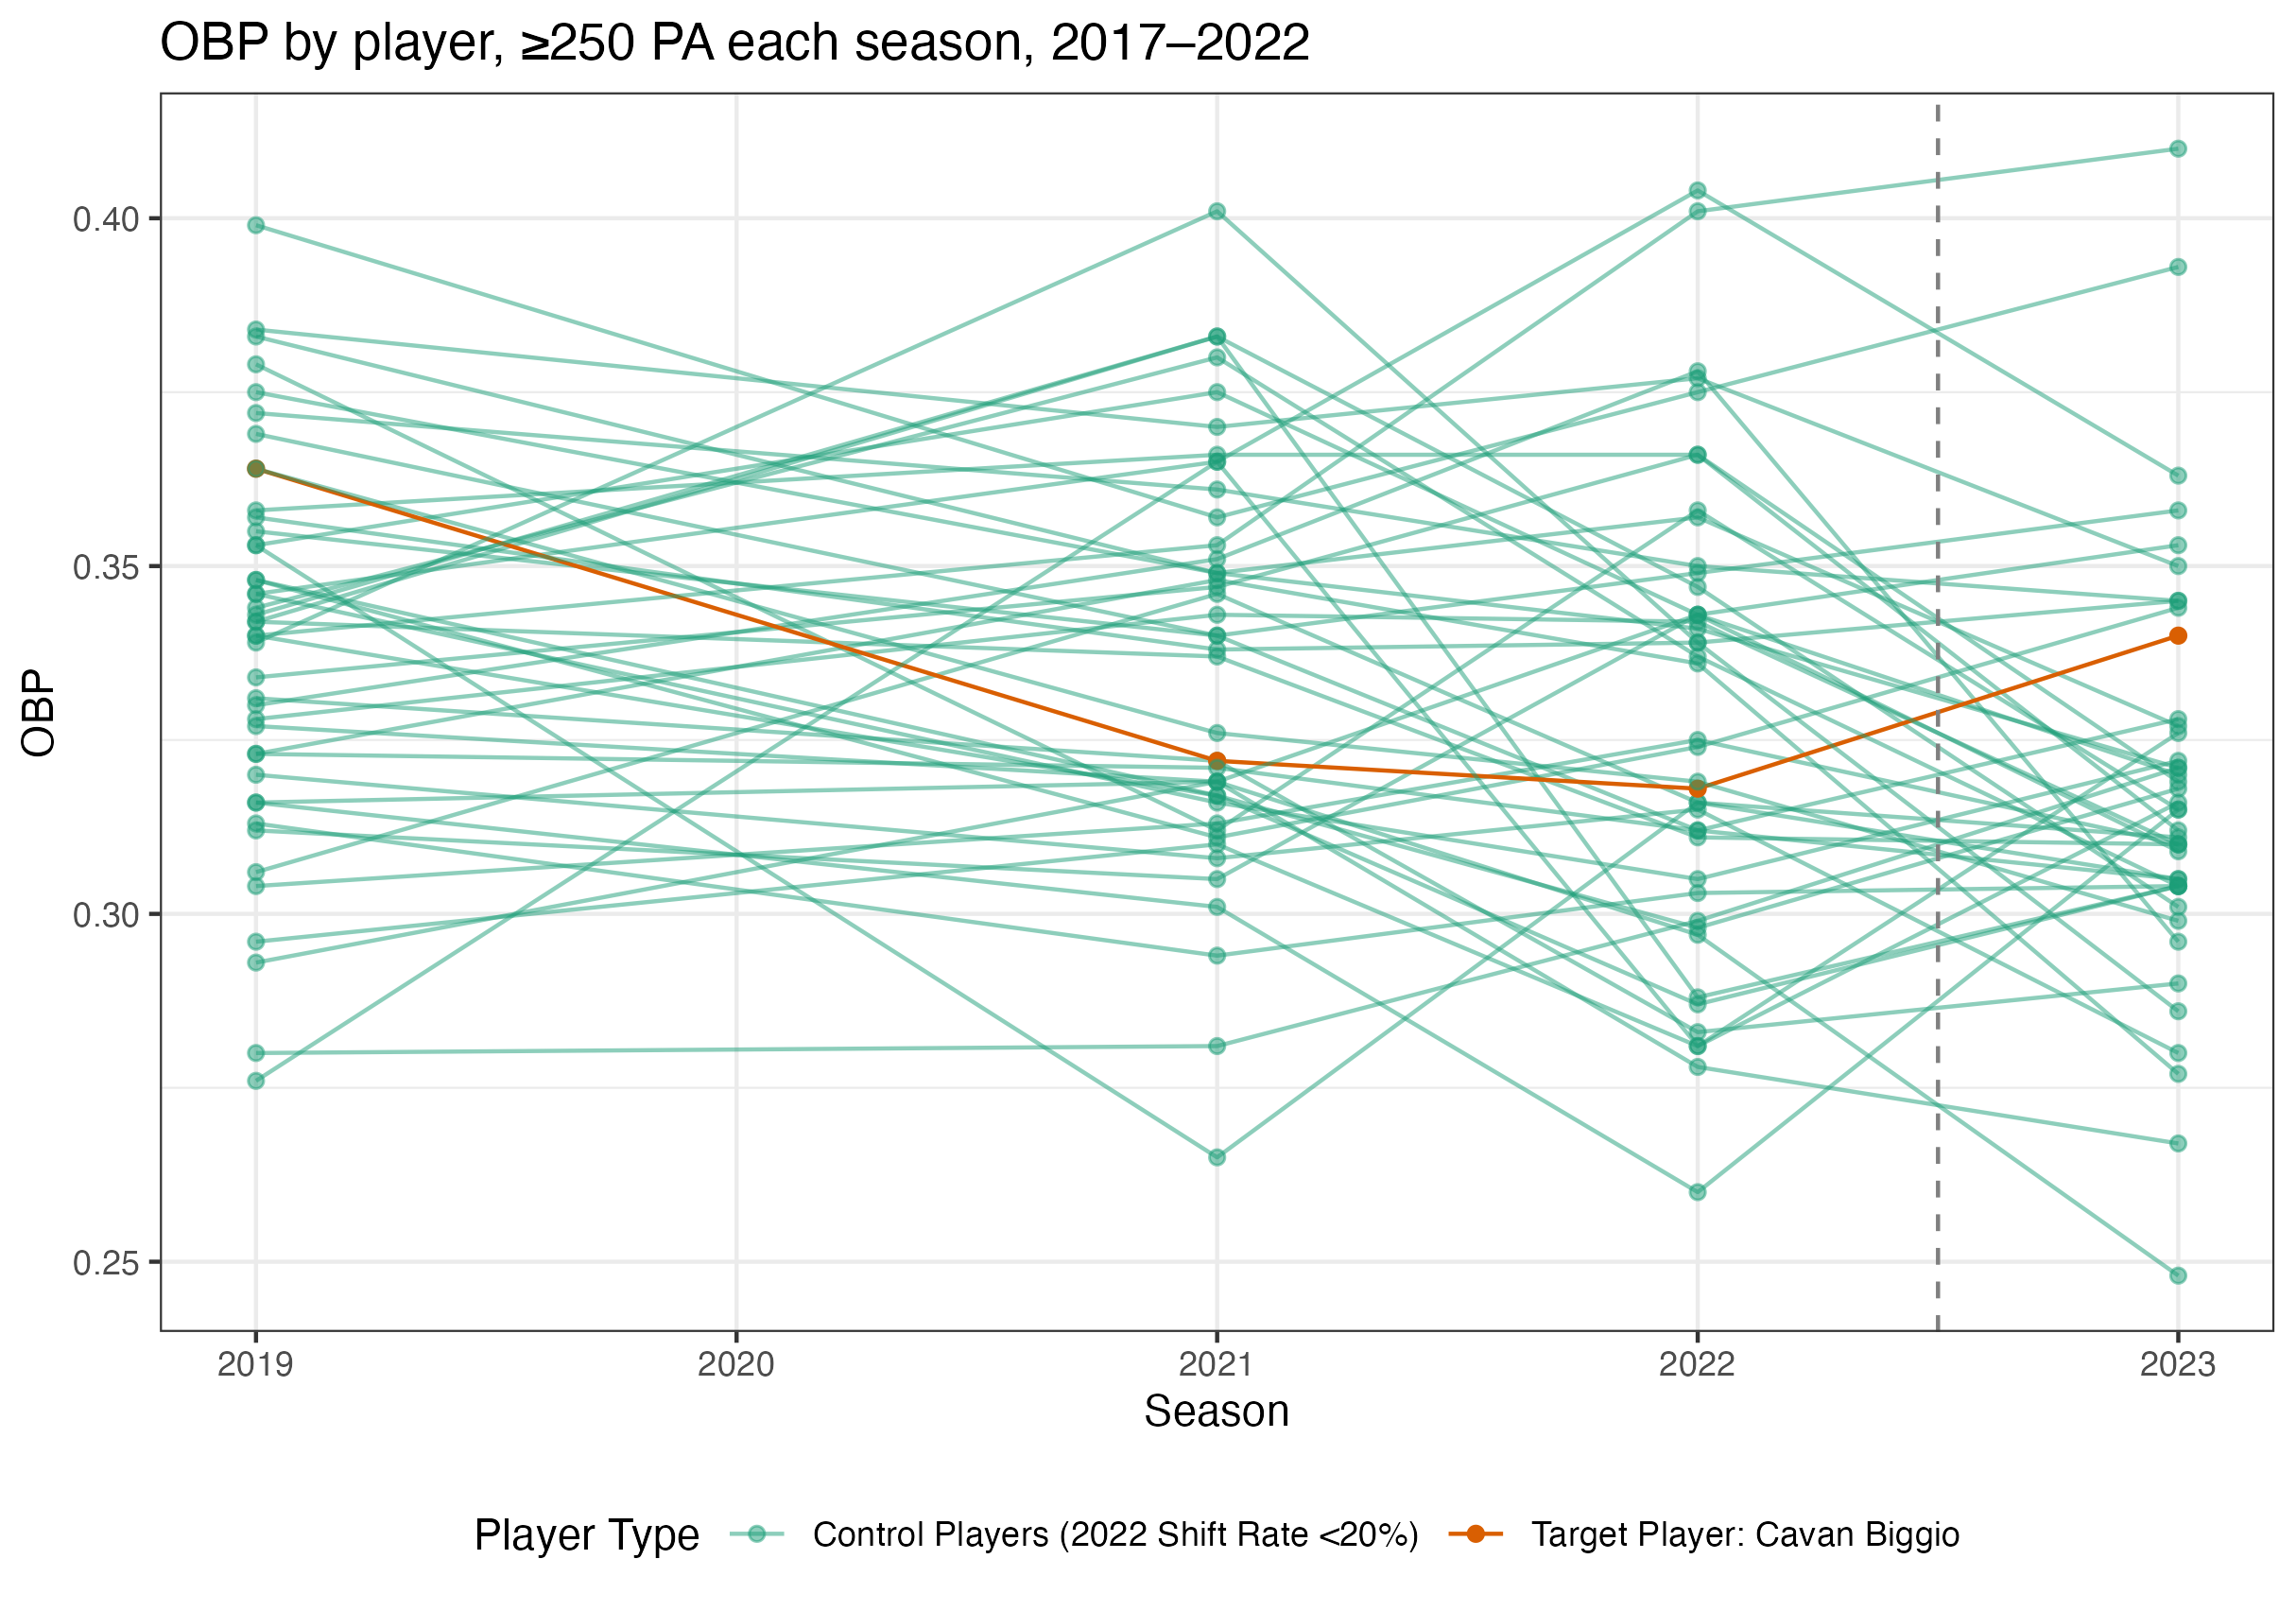 OBP by player, ≥250 PA each season, 2017–2022
OBP
0.40
0.35
0.30
0.25
2019 2020 2021 2022 2023
Season
Player Type Control Players (2022 Shift Rate <20%) Target Player: Cavan Biggio